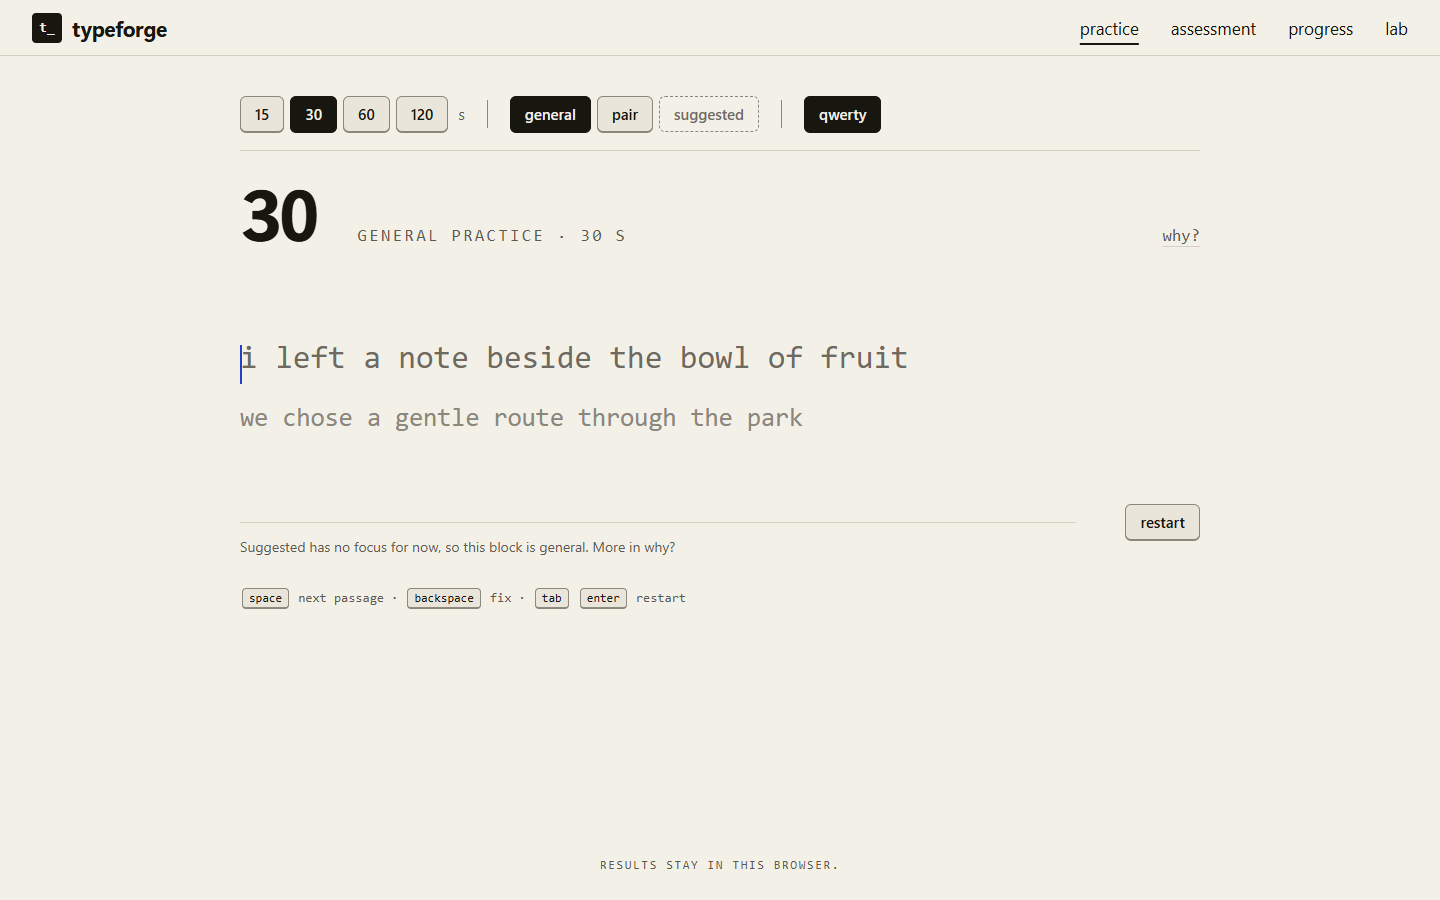 t_ typeforge practice assessment progress lab
15 30 60 120 s general pair suggested qwerty
30 GENERAL PRACTICE · 30 S why?
i left a note beside the bowl of fruit
we chose a gentle route through the park
restart
Suggested has no focus for now, so this block is general. More in why?
space next passage · backspace fix · tab enter restart
RESULTS STAY IN THIS BROWSER.